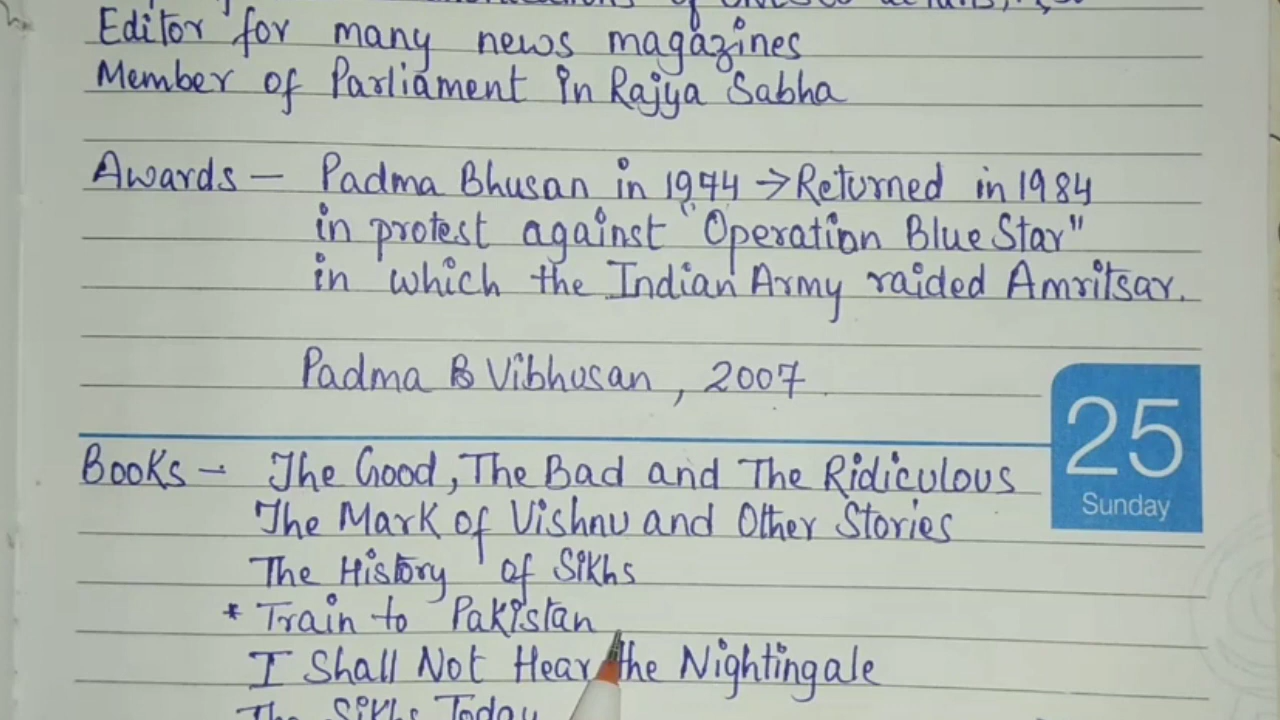 Editor for many news magazines
Member of Parliament in Rajya Sabha
Awards – Padma Bhusan in 1974 → Returned in 1984
in protest against "Operation Blue Star"
in which the Indian Army raided Amritsar.
Padma B Vibhusan, 2007
25
Sunday
Books – The Good, The Bad and The Ridiculous
The Mark of Vishnu and Other Stories
The History of Sikhs
* Train to Pakistan
I Shall Not Hear the Nightingale
The Sikhs Today